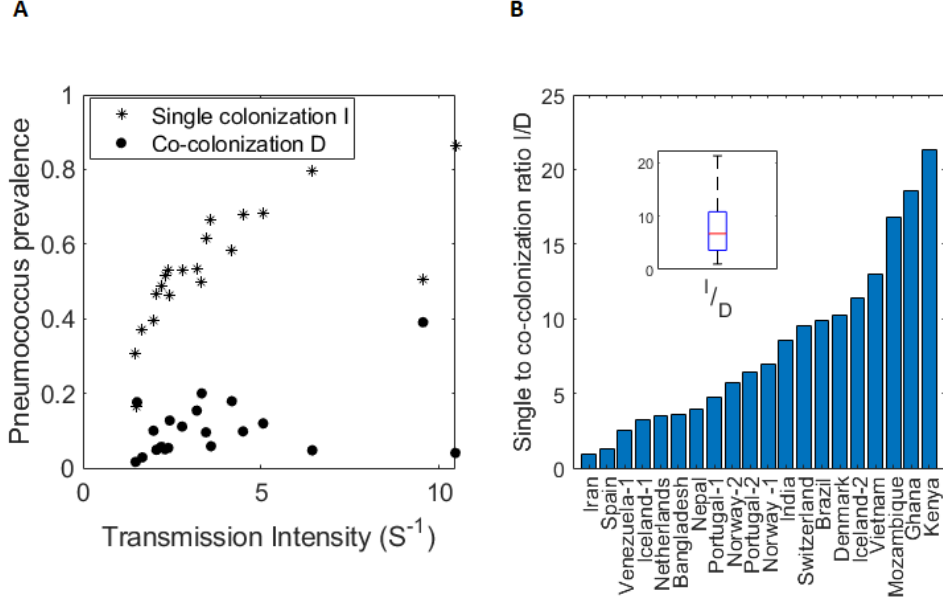 A
B
1
0.8
0.6
0.4
0.2
0
0
5
10
Pneumococcus prevalence
Transmission Intensity (S⁻¹)
Single colonization I
Co-colonization D
25
20
15
10
5
0
Single to co-colonization ratio I/D
20
10
0
I/D
Iran
Spain
Venezuela-1
Iceland-1
Netherlands
Bangladesh
Nepal
Portugal-1
Norway-2
Portugal-2
Norway -1
India
Switzerland
Brazil
Denmark
Iceland-2
Vietnam
Mozambique
Ghana
Kenya